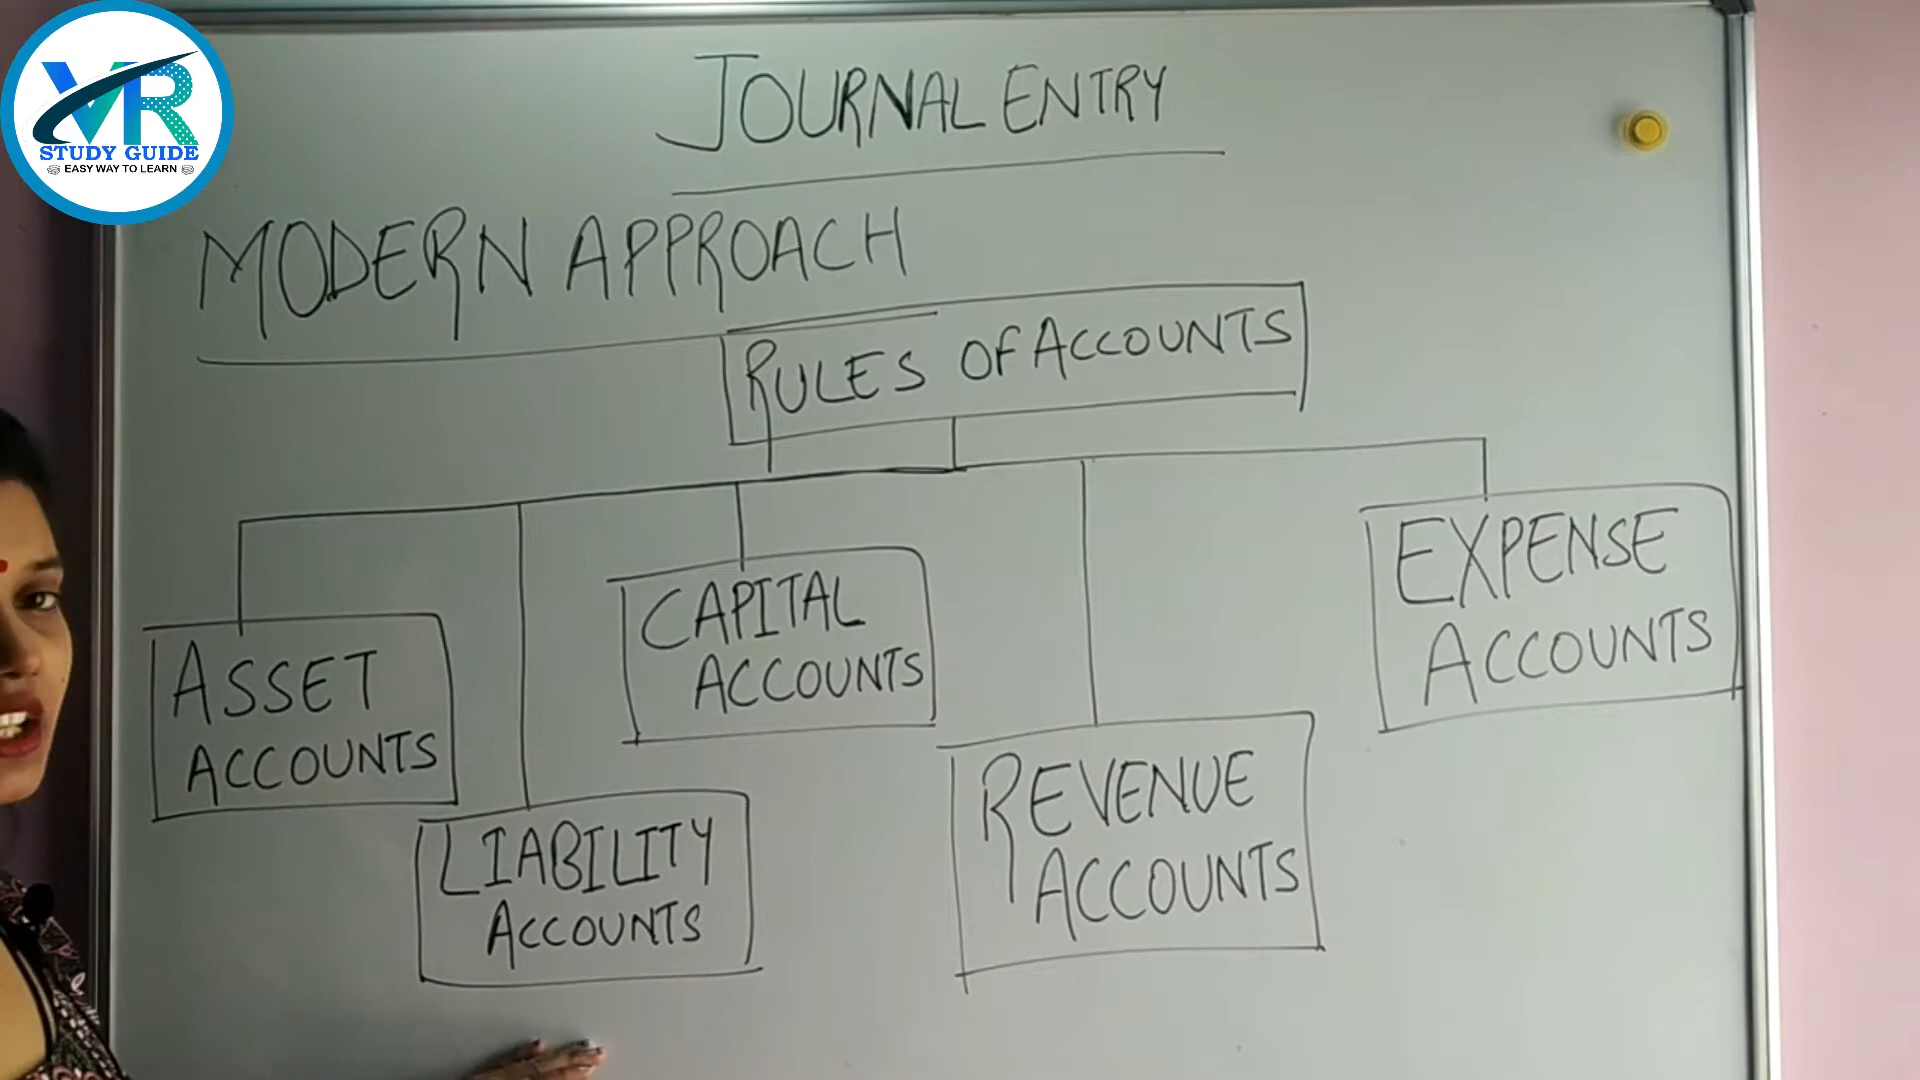 VR
STUDY GUIDE
EASY WAY TO LEARN
JOURNAL ENTRY
MODERN APPROACH
RULES OF ACCOUNTS
ASSET
ACCOUNTS
LIABILITY
ACCOUNTS
CAPITAL
ACCOUNTS
REVENUE
ACCOUNTS
EXPENSE
ACCOUNTS